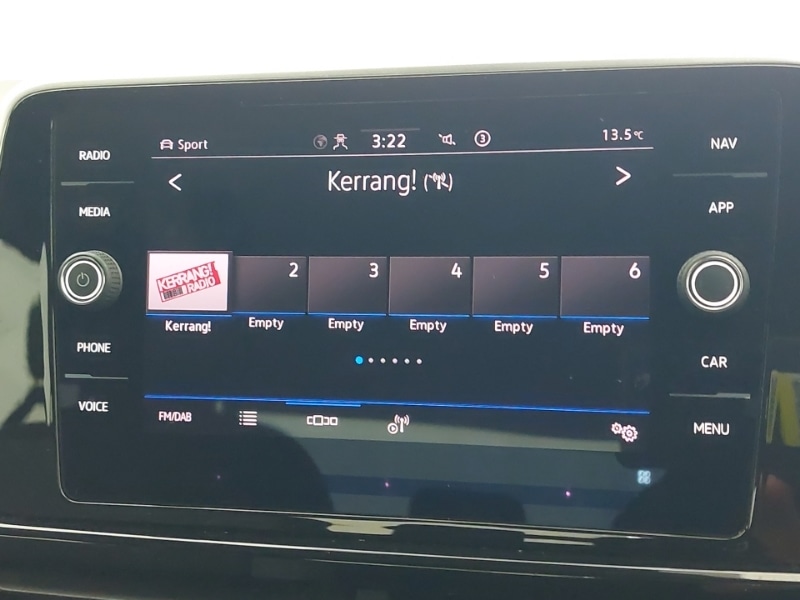 RADIO
MEDIA
PHONE
VOICE
Sport
3:22
3
13.5°C
Kerrang!
KERRANG!
RADIO
2
3
4
5
6
Kerrang!
Empty
Empty
Empty
Empty
Empty
FM/DAB
NAV
APP
CAR
MENU